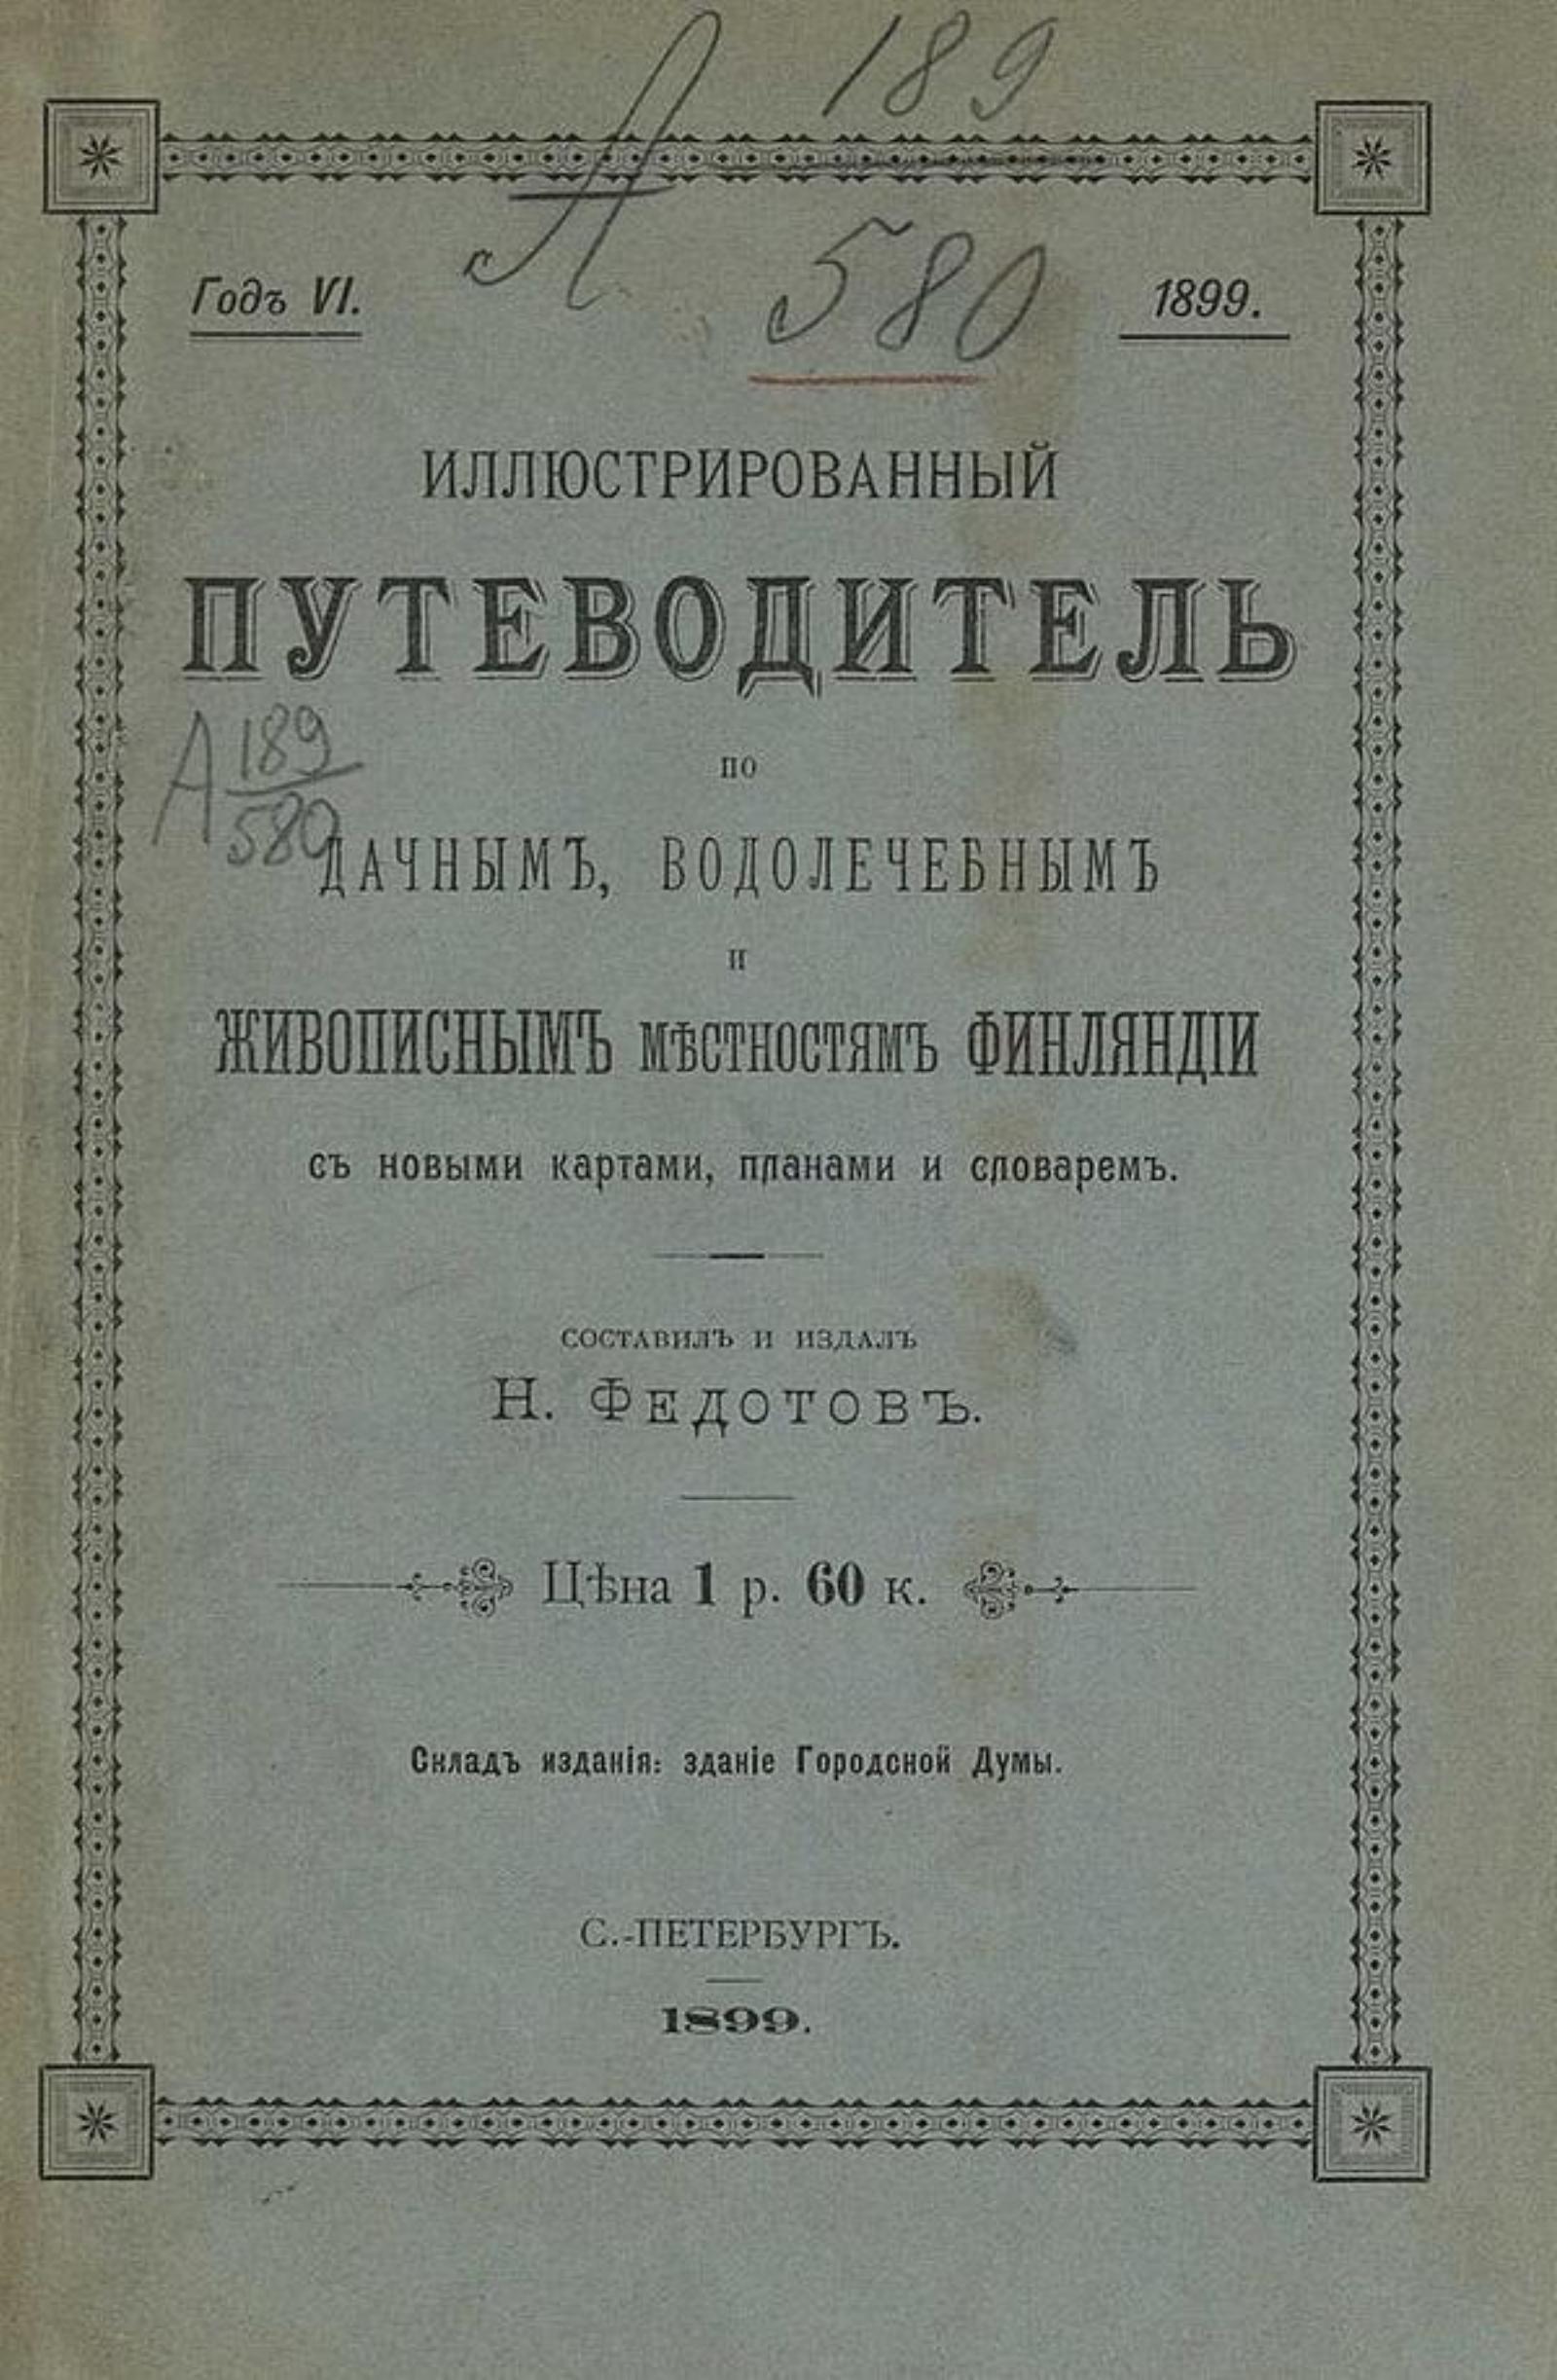 А 189
580
Годъ VI.
1899.
ИЛЛЮСТРИРОВАННЫЙ
ПУТЕВОДИТЕЛЬ
А 189
580
ПО
ДАЧНЫМЪ, ВОДОЛЕЧЕБНЫМЪ
И
ЖИВОПИСНЫМЪ МѢСТНОСТЯМЪ ФИНЛЯНДІИ
съ новыми картами, планами и словаремъ.
СОСТАВИЛЪ И ИЗДАЛЪ
Н. ФЕДОТОВЪ.
Цѣна 1 р. 60 к.
Складъ изданія: зданіе Городской Думы.
С.-ПЕТЕРБУРГЪ.
1899.